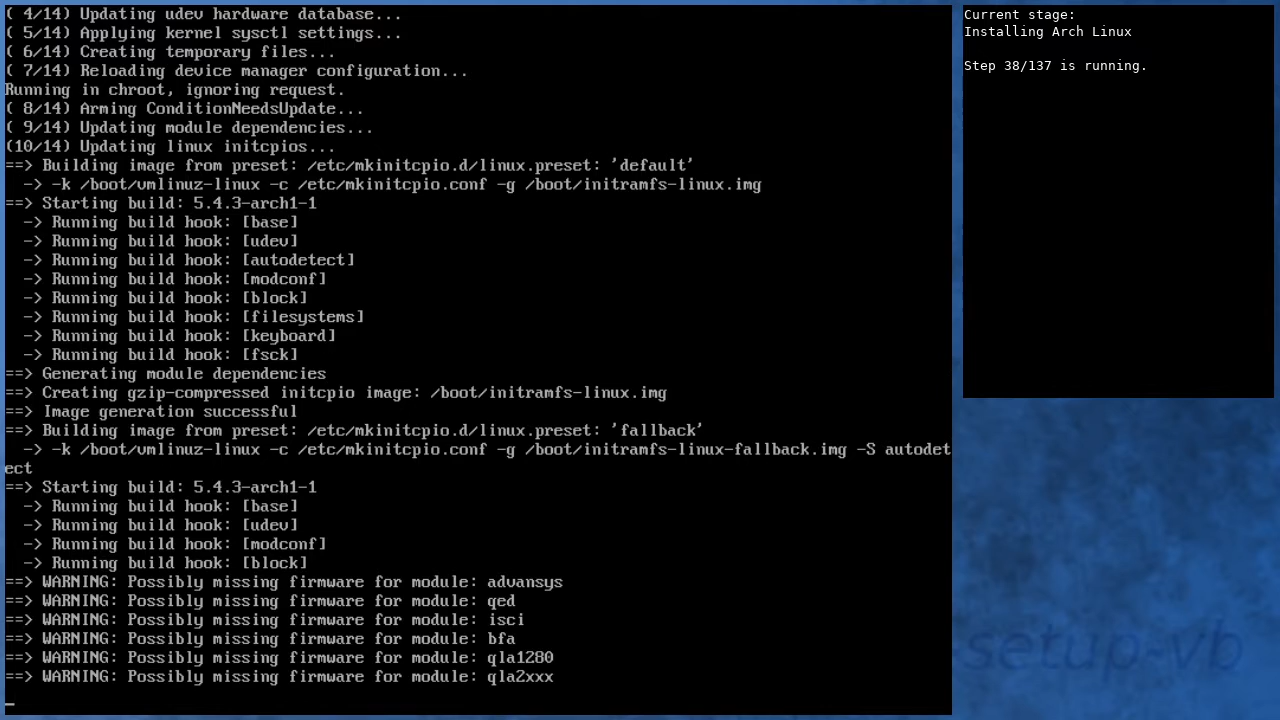 ( 4/14) Updating udev hardware database...
( 5/14) Applying kernel sysctl settings...
( 6/14) Creating temporary files...
( 7/14) Reloading device manager configuration...
Running in chroot, ignoring request.
( 8/14) Arming ConditionNeedsUpdate...
( 9/14) Updating module dependencies...
(10/14) Updating linux initcpios...
==> Building image from preset: /etc/mkinitcpio.d/linux.preset: 'default'
  -> -k /boot/vmlinuz-linux -c /etc/mkinitcpio.conf -g /boot/initramfs-linux.img
==> Starting build: 5.4.3-arch1-1
  -> Running build hook: [base]
  -> Running build hook: [udev]
  -> Running build hook: [autodetect]
  -> Running build hook: [modconf]
  -> Running build hook: [block]
  -> Running build hook: [filesystems]
  -> Running build hook: [keyboard]
  -> Running build hook: [fsck]
==> Generating module dependencies
==> Creating gzip-compressed initcpio image: /boot/initramfs-linux.img
==> Image generation successful
==> Building image from preset: /etc/mkinitcpio.d/linux.preset: 'fallback'
  -> -k /boot/vmlinuz-linux -c /etc/mkinitcpio.conf -g /boot/initramfs-linux-fallback.img -S autodet
ect
==> Starting build: 5.4.3-arch1-1
  -> Running build hook: [base]
  -> Running build hook: [udev]
  -> Running build hook: [modconf]
  -> Running build hook: [block]
==> WARNING: Possibly missing firmware for module: advansys
==> WARNING: Possibly missing firmware for module: qed
==> WARNING: Possibly missing firmware for module: isci
==> WARNING: Possibly missing firmware for module: bfa
==> WARNING: Possibly missing firmware for module: qla1280
==> WARNING: Possibly missing firmware for module: qla2xxx
_
Current stage:
Installing Arch Linux
Step 38/137 is running.
setup-vb